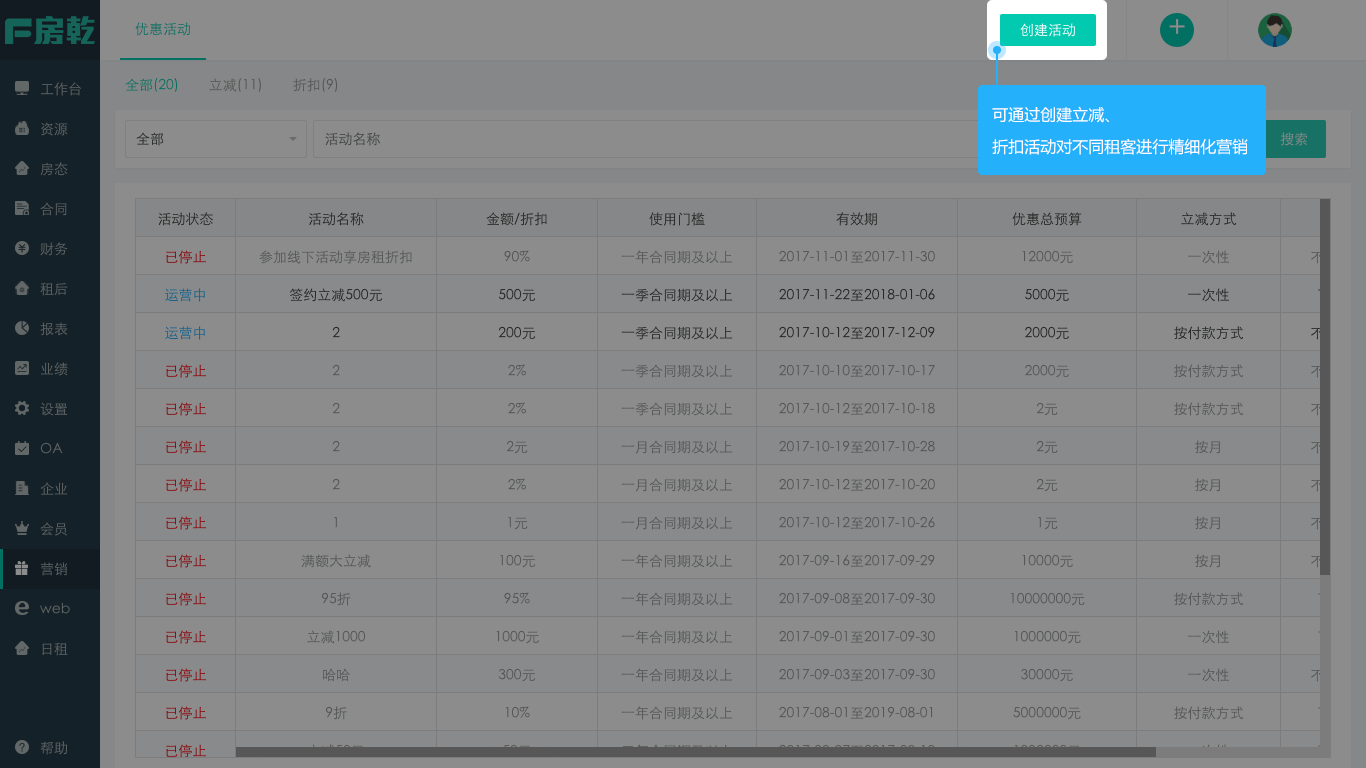 房乾
优惠活动
创建活动
工作台
资源
房态
合同
财务
租后
报表
业绩
设置
OA
企业
会员
营销
web
日租
帮助
全部(20) 立减(11) 折扣(9)
可通过创建立减、
折扣活动对不同租客进行精细化营销
全部 活动名称 搜索
活动状态 活动名称 金额/折扣 使用门槛 有效期 优惠总预算 立减方式
已停止 参加线下活动享房租折扣 90% 一年合同期及以上 2017-11-01至2017-11-30 12000元 一次性
运营中 签约立减500元 500元 一季合同期及以上 2017-11-22至2018-01-06 5000元 一次性
运营中 2 200元 一季合同期及以上 2017-10-12至2017-12-09 2000元 按付款方式
已停止 2 2% 一季合同期及以上 2017-10-10至2017-10-17 2000元 按付款方式
已停止 2 2% 一季合同期及以上 2017-10-12至2017-10-18 2元 按付款方式
已停止 2 2元 一月合同期及以上 2017-10-19至2017-10-28 2元 按月
已停止 2 2% 一月合同期及以上 2017-10-12至2017-10-20 2元 按月
已停止 1 1元 一月合同期及以上 2017-10-12至2017-10-26 1元 按月
已停止 满额大立减 100元 一年合同期及以上 2017-09-16至2017-09-29 10000元 按月
已停止 95折 95% 一年合同期及以上 2017-09-08至2017-09-30 10000000元 按付款方式
已停止 立减1000 1000元 一年合同期及以上 2017-09-01至2017-09-30 1000000元 一次性
已停止 哈哈 300元 一年合同期及以上 2017-09-03至2017-09-30 30000元 一次性
已停止 9折 10% 一年合同期及以上 2017-08-01至2019-08-01 5000000元 按付款方式
已停止